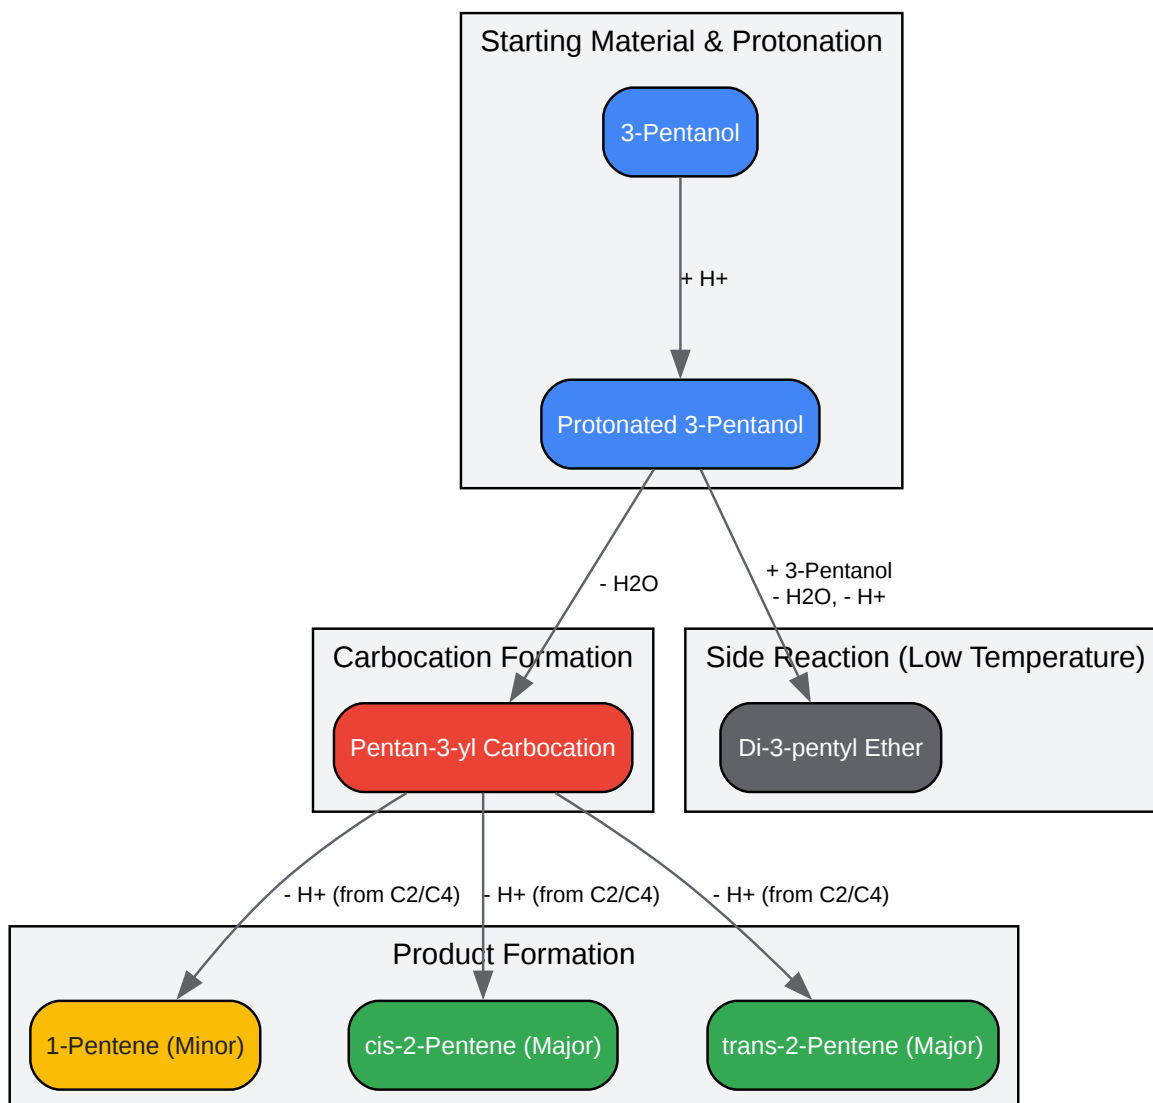 Starting Material & Protonation
3-Pentanol
+ H+
Protonated 3-Pentanol
- H2O
+ 3-Pentanol
- H2O, - H+
Carbocation Formation
Side Reaction (Low Temperature)
Pentan-3-yl Carbocation
Di-3-pentyl Ether
- H+ (from C2/C4)
- H+ (from C2/C4)
- H+ (from C2/C4)
Product Formation
1-Pentene (Minor)
cis-2-Pentene (Major)
trans-2-Pentene (Major)